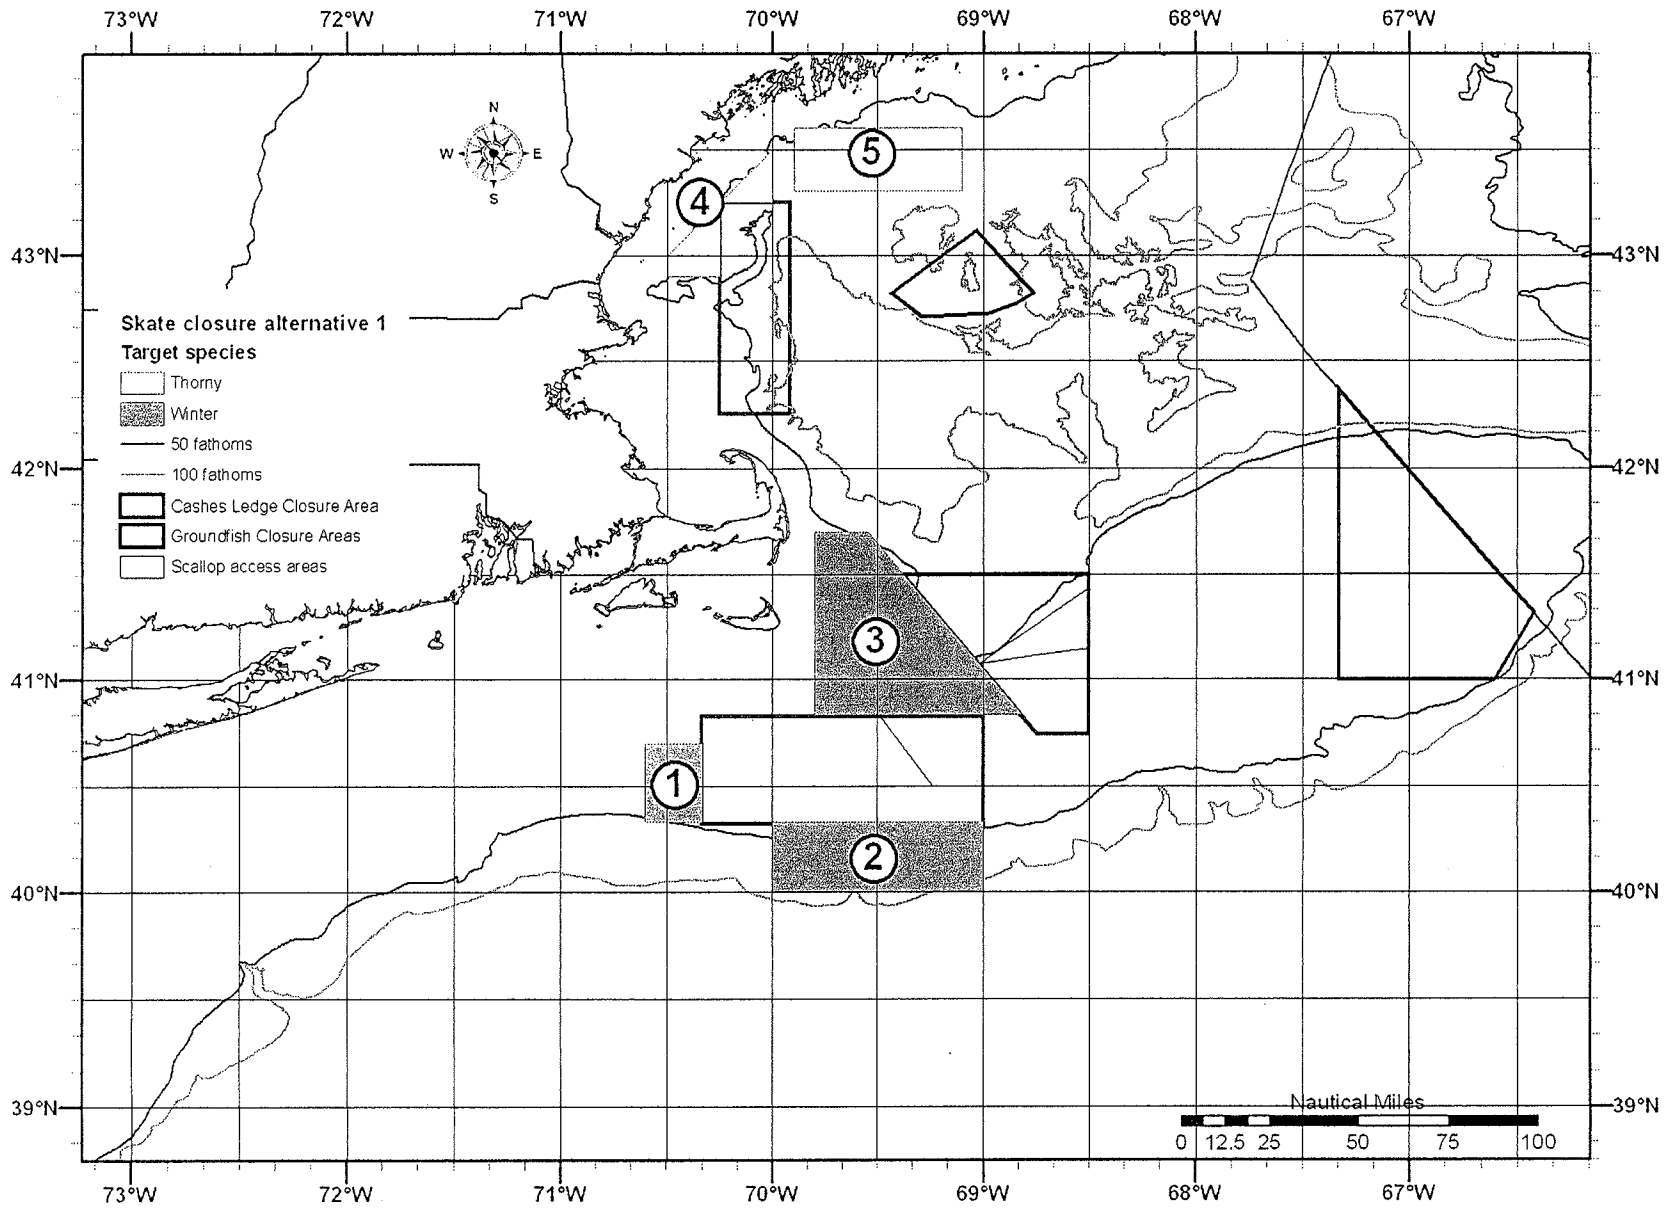 73°W 72°W 71°W 70°W 69°W 68°W 67°W
N
W E
S
5
4
43°N 43°N
Skate closure alternative 1
Target species
Thorny
Winter
50 fathoms
100 fathoms
Cashes Ledge Closure Area
Groundfish Closure Areas
Scallop access areas
42°N 42°N
3
41°N 41°N
1
2
40°N 40°N
39°N 39°N
Nautical Miles
0 12.5 25 50 75 100
73°W 72°W 71°W 70°W 69°W 68°W 67°W